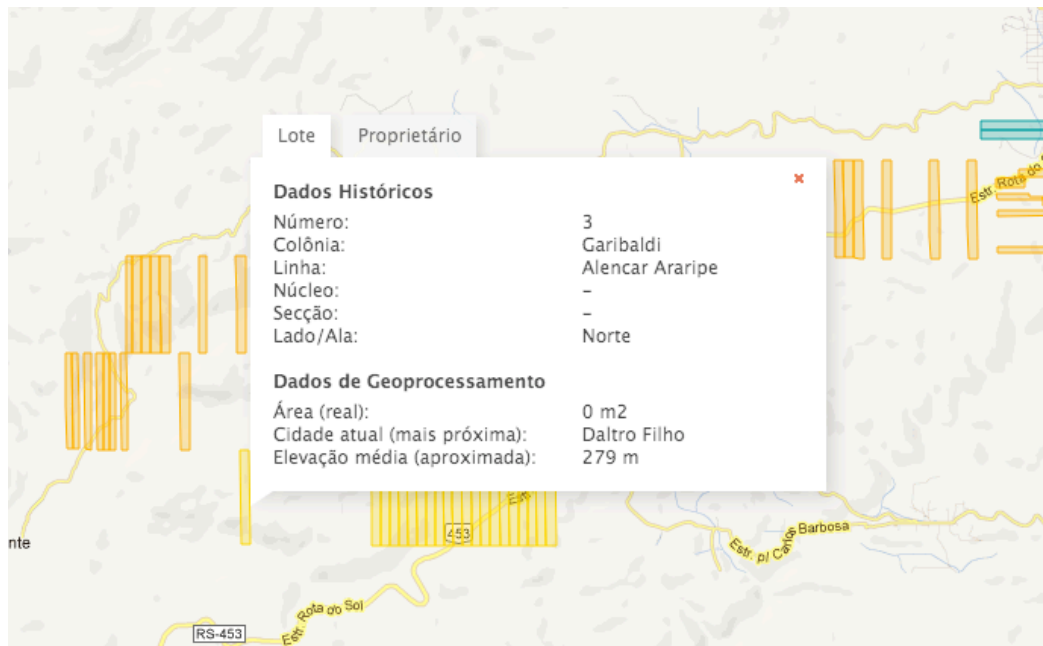 Lote Proprietário
Dados Históricos
Número: 3
Colônia: Garibaldi
Linha: Alencar Araripe
Núcleo: –
Secção: –
Lado/Ala: Norte
Dados de Geoprocessamento
Área (real): 0 m2
Cidade atual (mais próxima): Daltro Filho
Elevação média (aproximada): 279 m
Estr. Rota do
453
nte
Estr. p/ Carlos Barbosa
Estr. Rota do Sol
RS-453